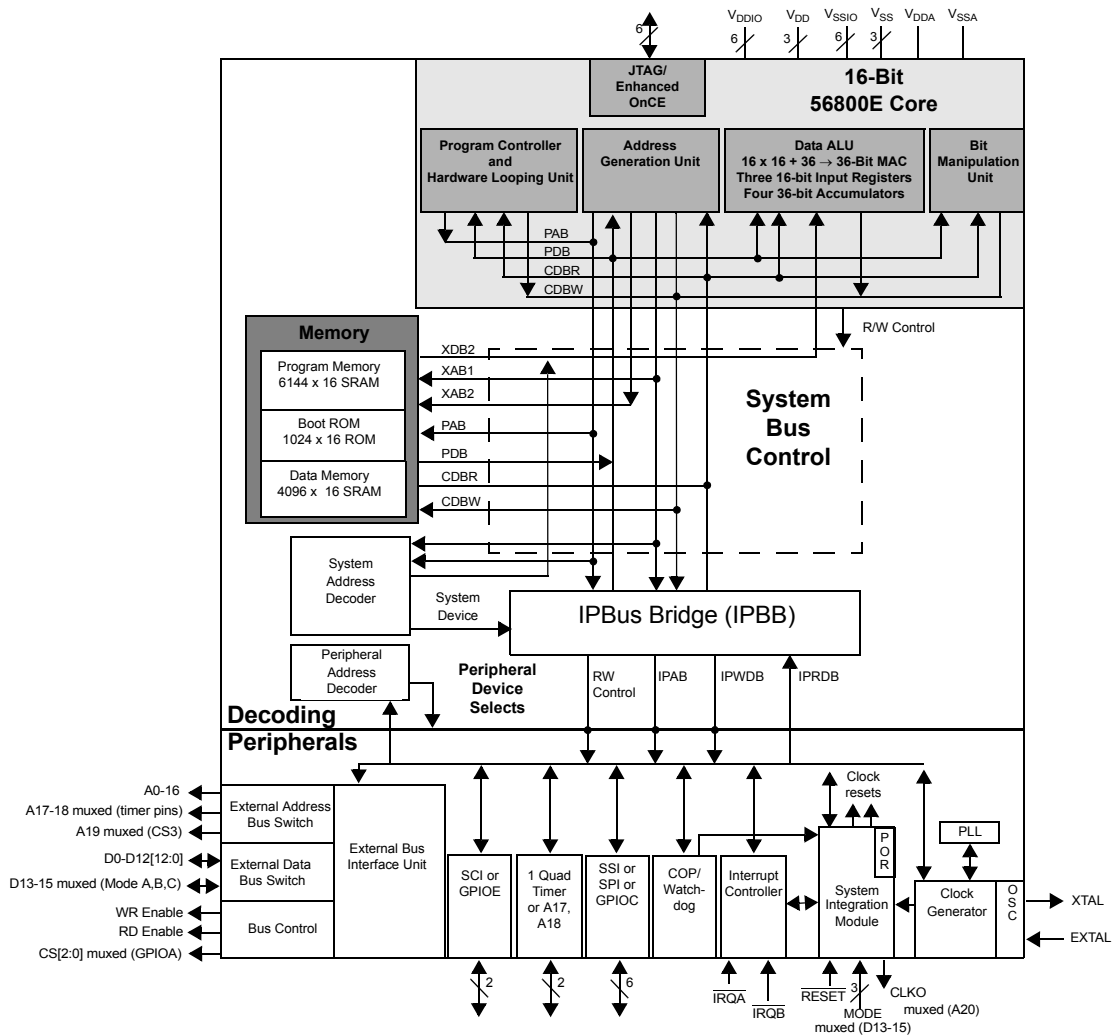 V_DDIO V_DD V_SSIO V_SS V_DDA V_SSA
6 6 3 6 3
JTAG/
Enhanced
OnCE
16-Bit
56800E Core
Program Controller
and
Hardware Looping Unit
Address
Generation Unit
Data ALU
16 x 16 + 36 → 36-Bit MAC
Three 16-bit Input Registers
Four 36-bit Accumulators
Bit
Manipulation
Unit
PAB
PDB
CDBR
CDBW
R/W Control
Memory
Program Memory
6144 x 16 SRAM
Boot ROM
1024 x 16 ROM
Data Memory
4096 x 16 SRAM
XDB2
XAB1
XAB2
PAB
PDB
CDBR
CDBW
System
Bus
Control
System
Address
Decoder
System
Device
IPBus Bridge (IPBB)
Peripheral
Address
Decoder
Peripheral
Device
Selects
RW
Control
IPAB
IPWDB
IPRDB
Decoding
Peripherals
A0-16
A17-18 muxed (timer pins)
A19 muxed (CS3)
D0-D12[12:0]
D13-15 muxed (Mode A,B,C)
WR Enable
RD Enable
CS[2:0] muxed (GPIOA)
External Address
Bus Switch
External Data
Bus Switch
Bus Control
External Bus
Interface Unit
SCI or
GPIOE
1 Quad
Timer
or A17,
A18
SSI or
SPI or
GPIOC
COP/
Watch-
dog
Interrupt
Controller
Clock
resets
POR
System
Integration
Module
PLL
Clock
Generator
OSC
XTAL
EXTAL
2 2 6
IRQA
IRQB
RESET
3
MODE
muxed (D13-15)
CLKO
muxed (A20)